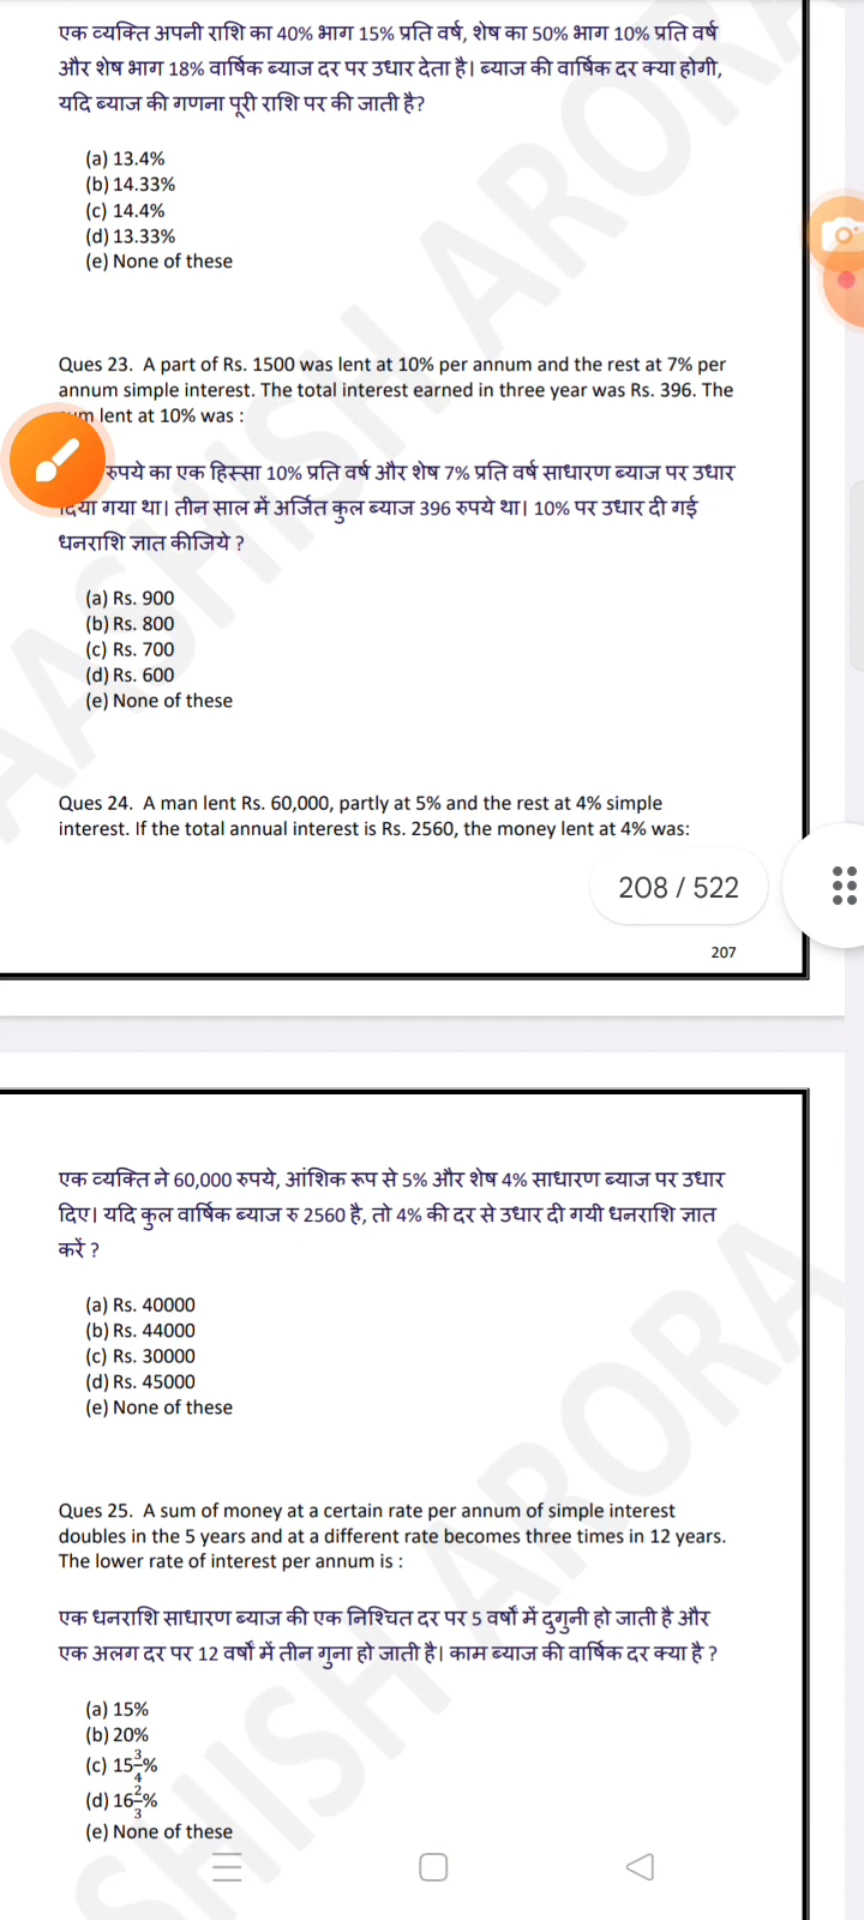 एक व्यक्ति अपनी राशि का 40% भाग 15% प्रति वर्ष, शेष का 50% भाग 10% प्रति वर्ष
और शेष भाग 18% वार्षिक ब्याज दर पर उधार देता है। ब्याज की वार्षिक दर क्या होगी,
यदि ब्याज की गणना पूरी राशि पर की जाती है?
(a) 13.4%
(b) 14.33%
(c) 14.4%
(d) 13.33%
(e) None of these
Ques 23. A part of Rs. 1500 was lent at 10% per annum and the rest at 7% per
annum simple interest. The total interest earned in three year was Rs. 396. The
lent at 10% was :
रुपये का एक हिस्सा 10% प्रति वर्ष और शेष 7% प्रति वर्ष साधारण ब्याज पर उधार
दिया गया था। तीन साल में अर्जित कुल ब्याज 396 रुपये था। 10% पर उधार दी गई
धनराशि ज्ञात कीजिये ?
(a) Rs. 900
(b) Rs. 800
(c) Rs. 700
(d) Rs. 600
(e) None of these
Ques 24. A man lent Rs. 60,000, partly at 5% and the rest at 4% simple
interest. If the total annual interest is Rs. 2560, the money lent at 4% was:
208 / 522
207
एक व्यक्ति ने 60,000 रुपये, आंशिक रूप से 5% और शेष 4% साधारण ब्याज पर उधार
दिए। यदि कुल वार्षिक ब्याज रु 2560 है, तो 4% की दर से उधार दी गयी धनराशि ज्ञात
करें ?
(a) Rs. 40000
(b) Rs. 44000
(c) Rs. 30000
(d) Rs. 45000
(e) None of these
Ques 25. A sum of money at a certain rate per annum of simple interest
doubles in the 5 years and at a different rate becomes three times in 12 years.
The lower rate of interest per annum is :
एक धनराशि साधारण ब्याज की एक निश्चित दर पर 5 वर्षों में दुगुनी हो जाती है और
एक अलग दर पर 12 वर्षों में तीन गुना हो जाती है। काम ब्याज की वार्षिक दर क्या है ?
(a) 15%
(b) 20%
(c) 15 3/4%
(d) 16 2/3%
(e) None of these
AASHISH ARORA